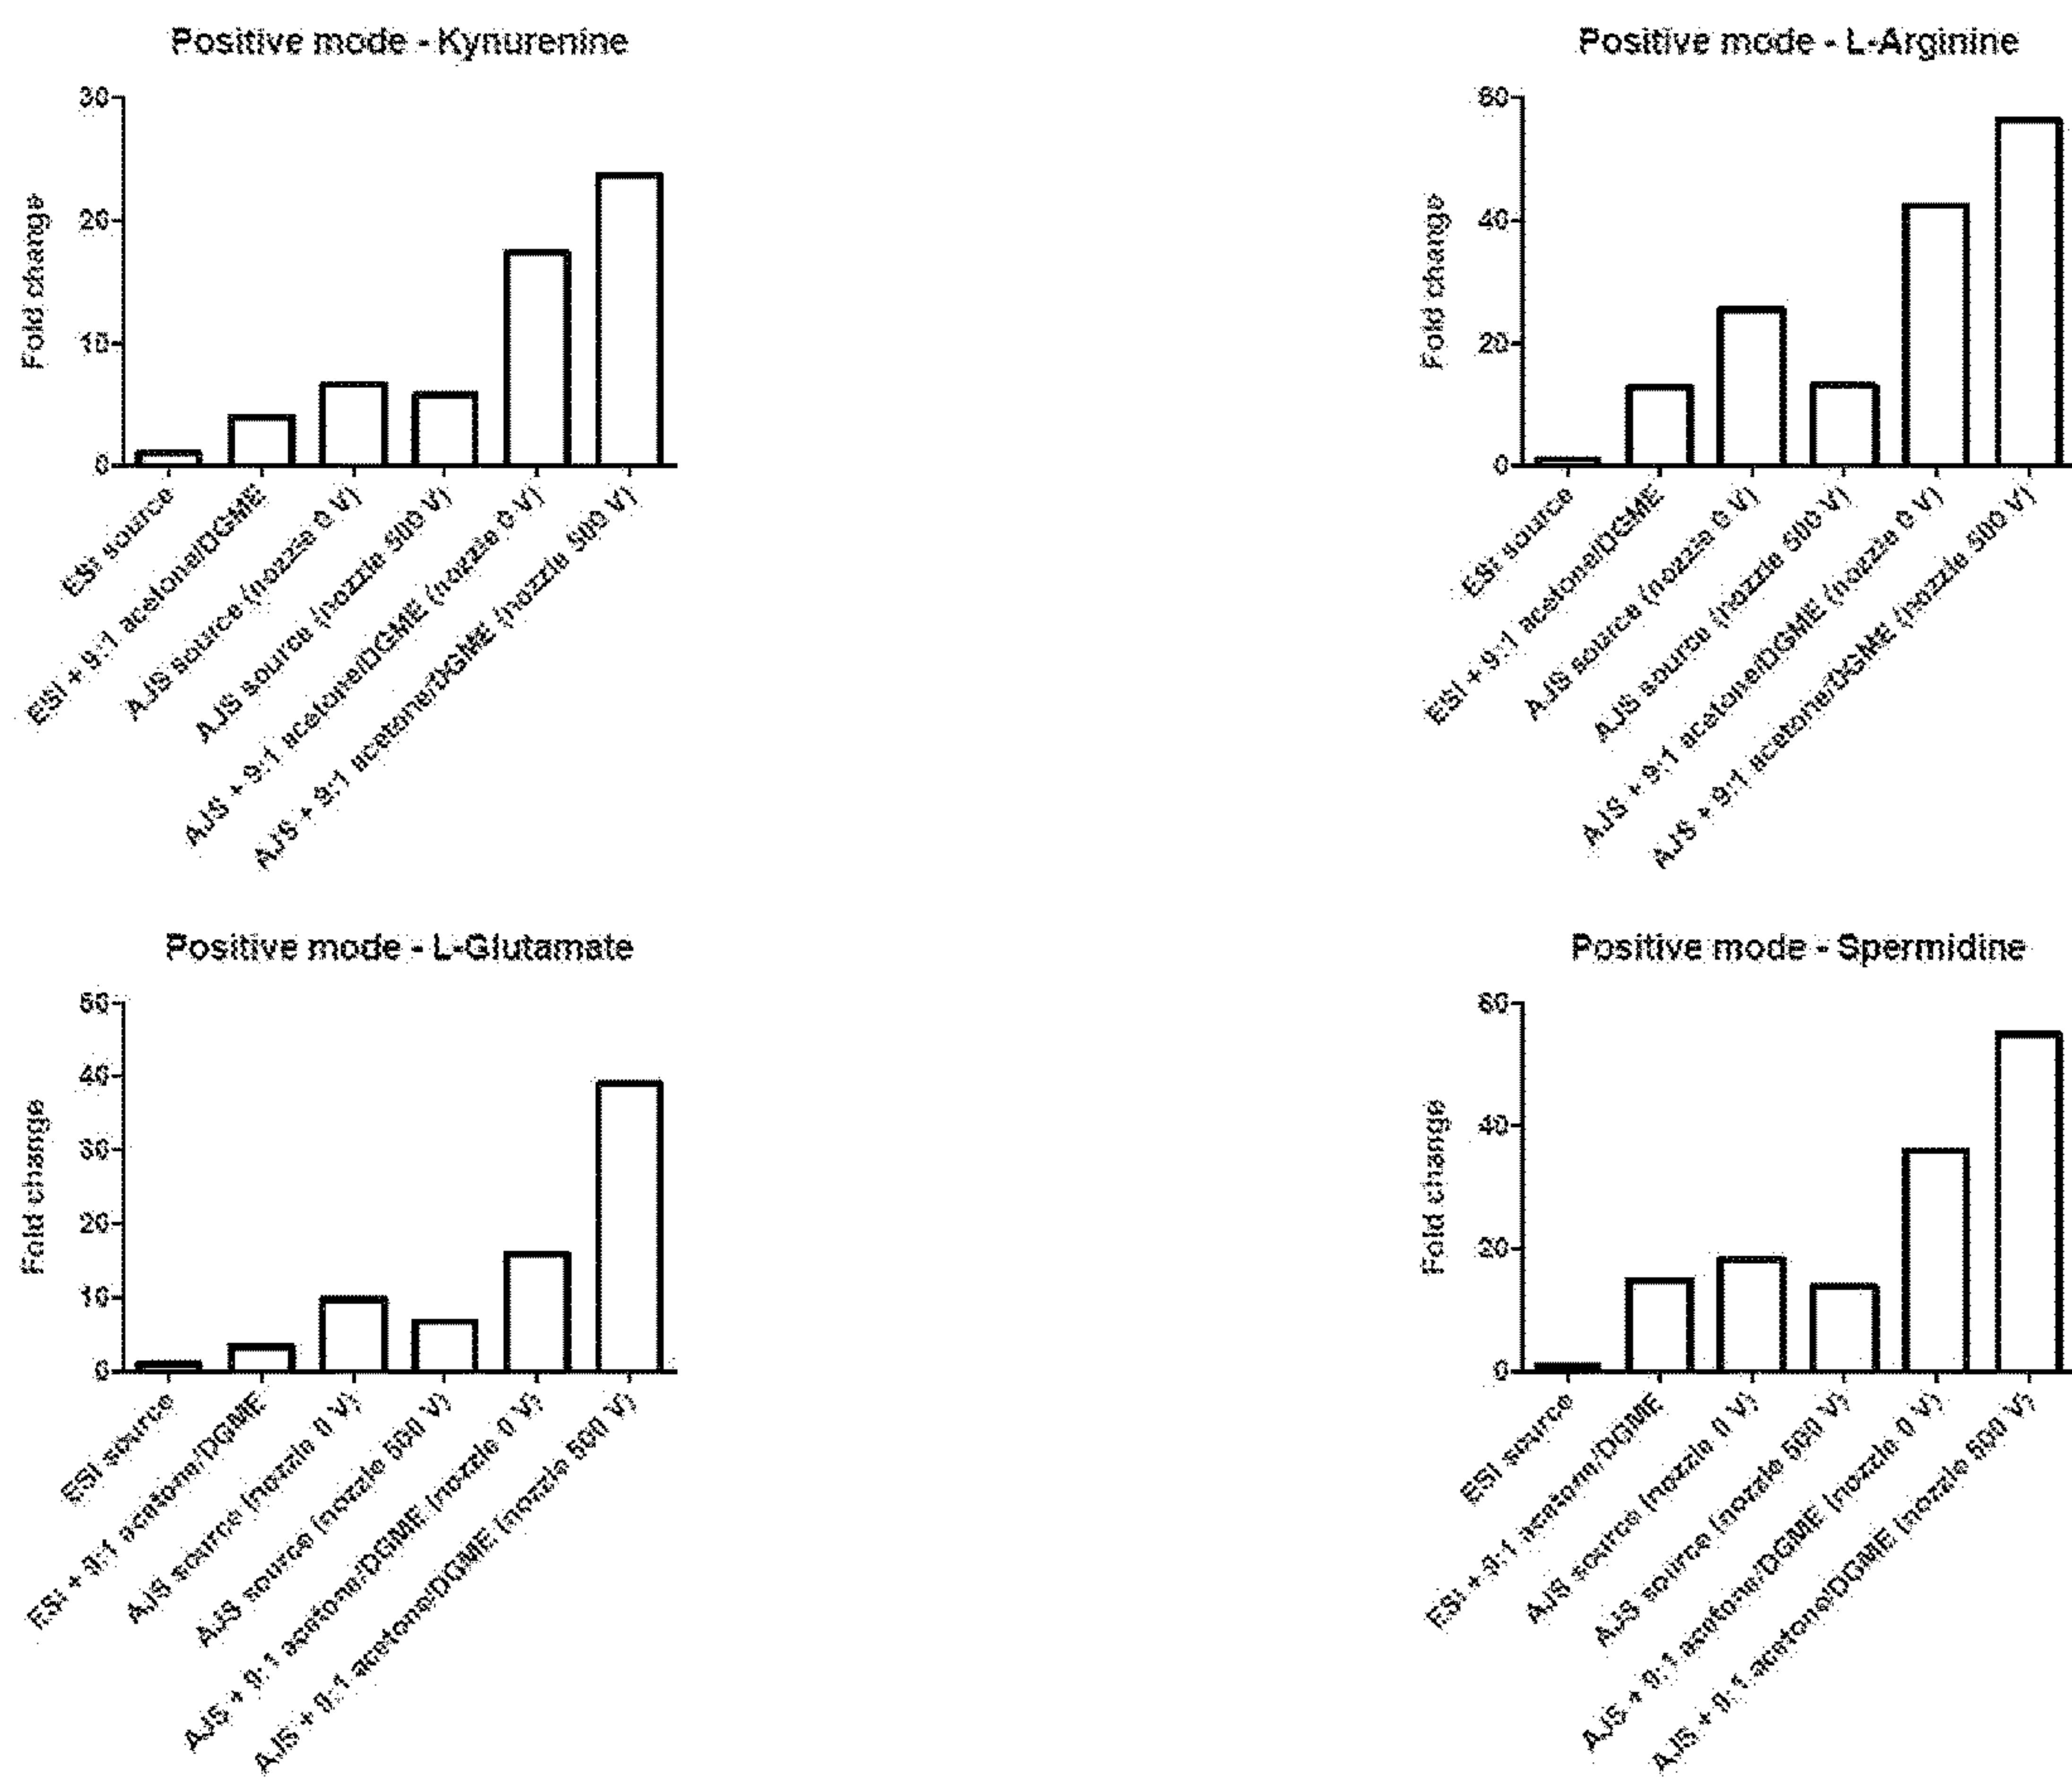 Positive mode - Kynurenine
Fold change
30
20
10
0
ESI source
ESI + 9:1 acetone/DGME
AJS source (nozzle 0 V)
AJS source (nozzle 500 V)
AJS + 9:1 acetone/DGME (nozzle 0 V)
AJS + 9:1 acetone/DGME (nozzle 500 V)
Positive mode - L-Arginine
Fold change
60
40
20
0
ESI source
ESI + 9:1 acetone/DGME
AJS source (nozzle 0 V)
AJS source (nozzle 500 V)
AJS + 9:1 acetone/DGME (nozzle 0 V)
AJS + 9:1 acetone/DGME (nozzle 500 V)
Positive mode - L-Glutamate
Fold change
50
40
30
20
10
0
ESI source
ESI + 9:1 acetone/DGME
AJS source (nozzle 0 V)
AJS source (nozzle 500 V)
AJS + 9:1 acetone/DGME (nozzle 0 V)
AJS + 9:1 acetone/DGME (nozzle 500 V)
Positive mode - Spermidine
Fold change
60
40
20
0
ESI source
ESI + 9:1 acetone/DGME
AJS source (nozzle 0 V)
AJS source (nozzle 500 V)
AJS + 9:1 acetone/DGME (nozzle 0 V)
AJS + 9:1 acetone/DGME (nozzle 500 V)